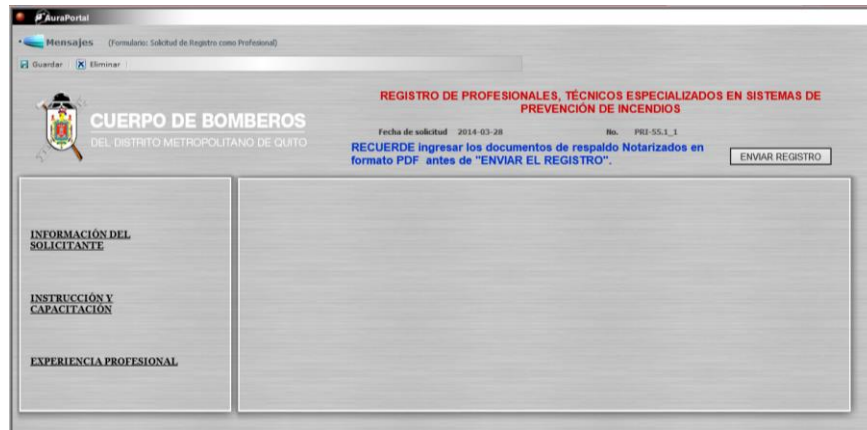 AuraPortal
Mensajes (Formulario: Solicitud de Registro como Profesional)
Guardar Eliminar
REGISTRO DE PROFESIONALES, TÉCNICOS ESPECIALIZADOS EN SISTEMAS DE
PREVENCIÓN DE INCENDIOS
CUERPO DE BOMBEROS
DEL DISTRITO METROPOLITANO DE QUITO
Fecha de solicitud 2014-03-28 No. PRI-55.1_1
RECUERDE ingresar los documentos de respaldo Notarizados en
formato PDF antes de "ENVIAR EL REGISTRO".
ENVIAR REGISTRO
INFORMACIÓN DEL
SOLICITANTE
INSTRUCCIÓN Y
CAPACITACIÓN
EXPERIENCIA PROFESIONAL